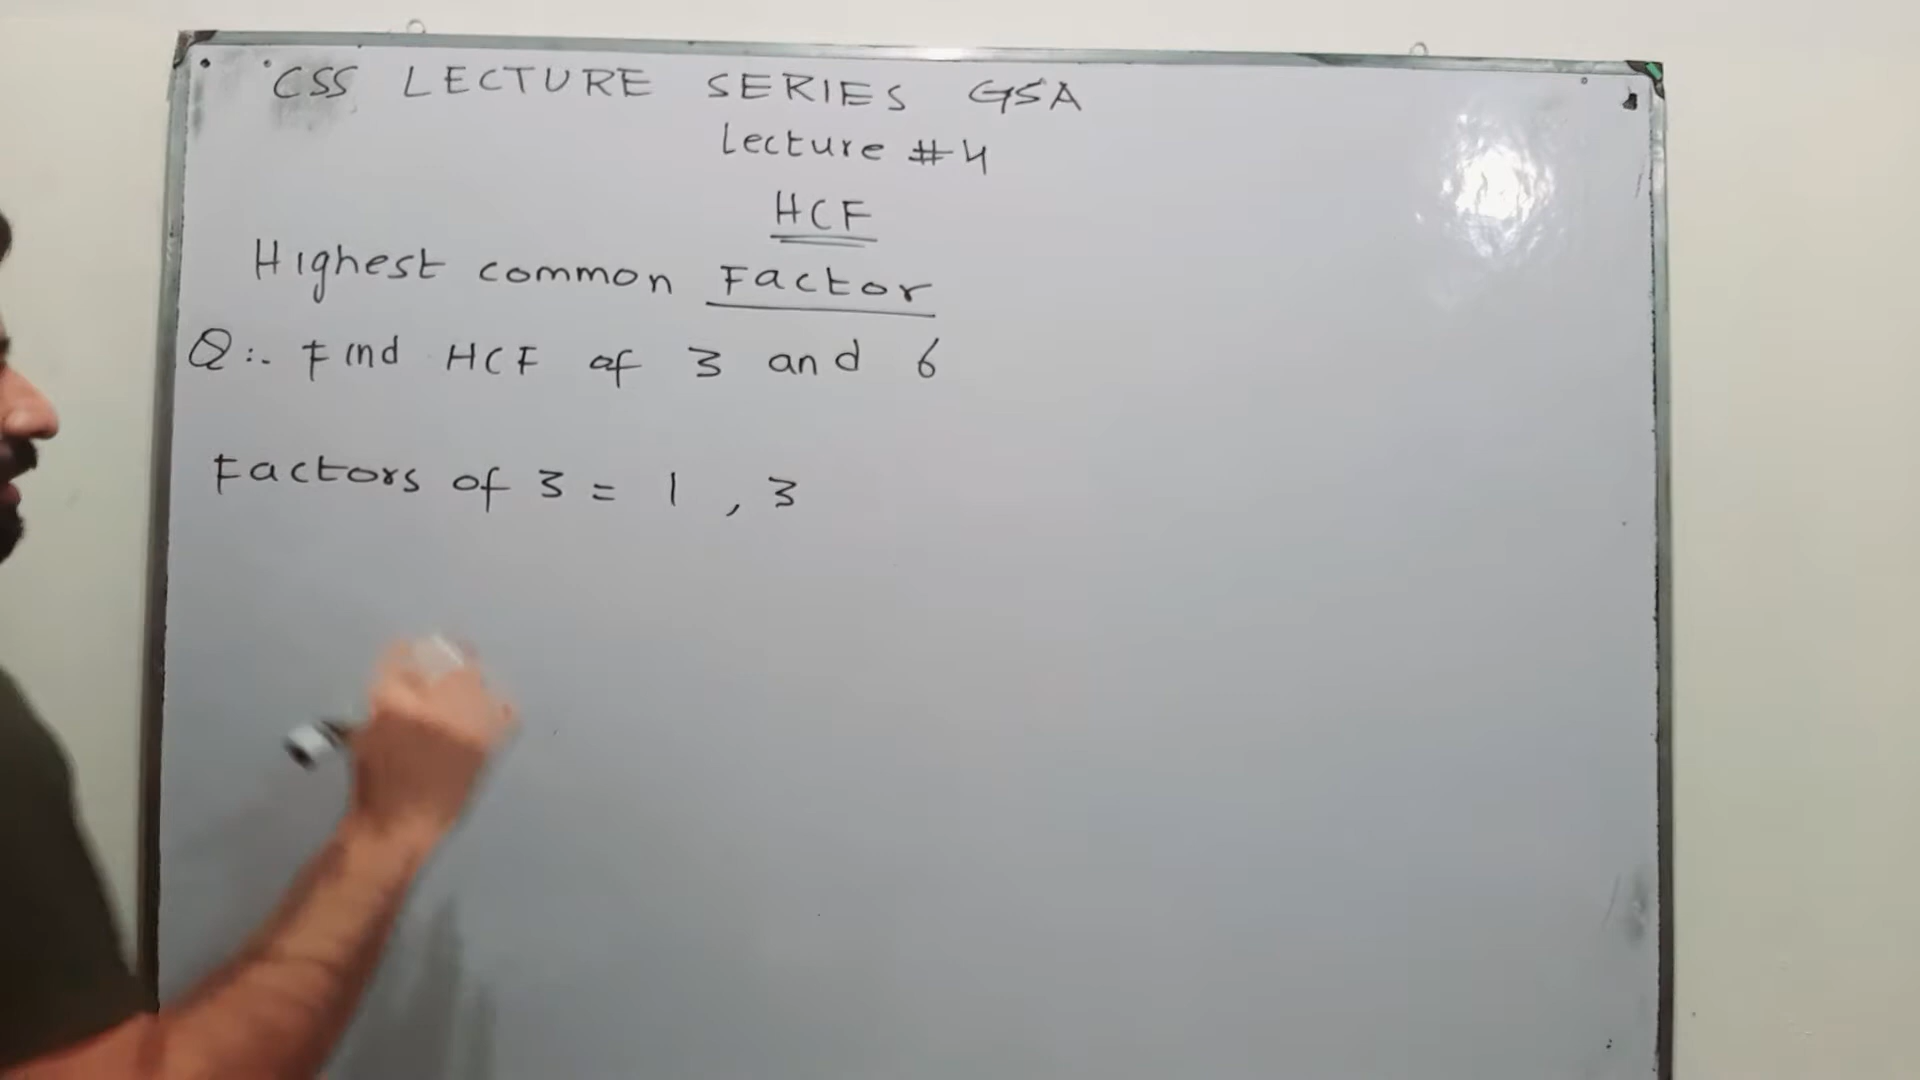 CSS LECTURE SERIES GSA
Lecture #4
HCF
Highest common Factor
Q:. Find HCF of 3 and 6
Factors of 3 = 1 , 3